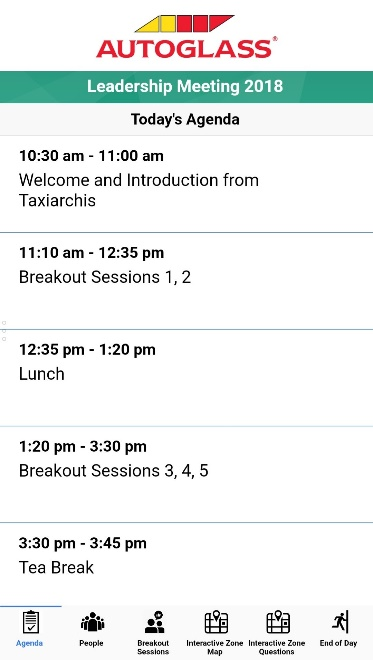 AUTOGLASS®
Leadership Meeting 2018
Today's Agenda
10:30 am - 11:00 am
Welcome and Introduction from
Taxiarchis
11:10 am - 12:35 pm
Breakout Sessions 1, 2
12:35 pm - 1:20 pm
Lunch
1:20 pm - 3:30 pm
Breakout Sessions 3, 4, 5
3:30 pm - 3:45 pm
Tea Break
Agenda
People
Breakout
Sessions
Interactive Zone
Map
Interactive Zone
Questions
End of Day